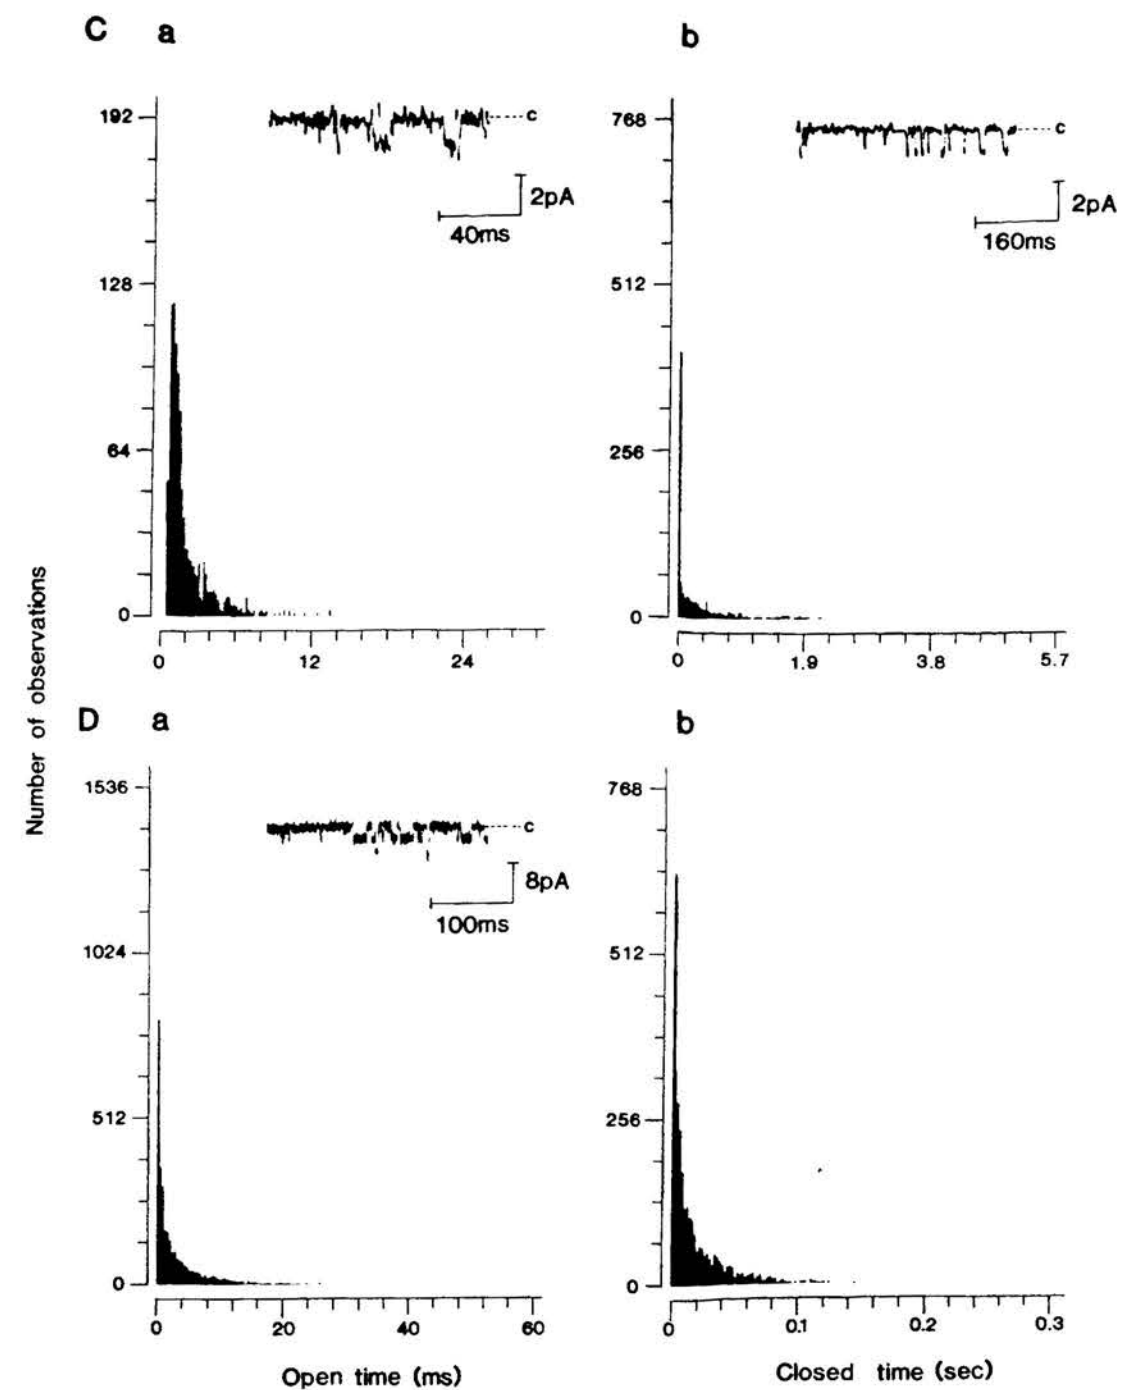 C a
192
128
64
0
c
2pA
40ms
0 12 24
b
768
512
256
0
c
2pA
160ms
0 1.9 3.8 5.7
Number of observations
D a
1536
1024
512
0
c
8pA
100ms
0 20 40 60
Open time (ms)
b
768
512
256
0
0 0.1 0.2 0.3
Closed time (sec)